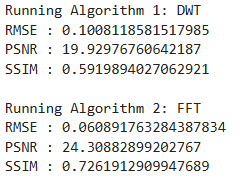 Running Algorithm 1: DWT
RMSE : 0.1008118581517985
PSNR : 19.92976760642187
SSIM : 0.5919894027062921

Running Algorithm 2: FFT
RMSE : 0.060891763284387834
PSNR : 24.30882899202767
SSIM : 0.7261912909947689